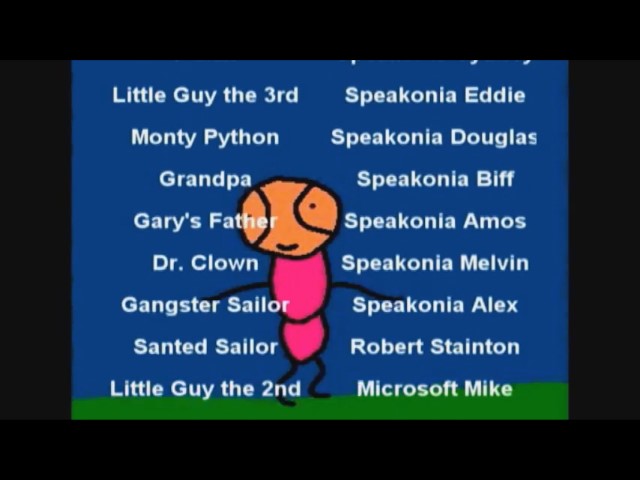 Little Guy the 3rd Speakonia Eddie
Monty Python Speakonia Douglas
Grandpa Speakonia Biff
Gary's Father Speakonia Amos
Dr. Clown Speakonia Melvin
Gangster Sailor Speakonia Alex
Santed Sailor Robert Stainton
Little Guy the 2nd Microsoft Mike